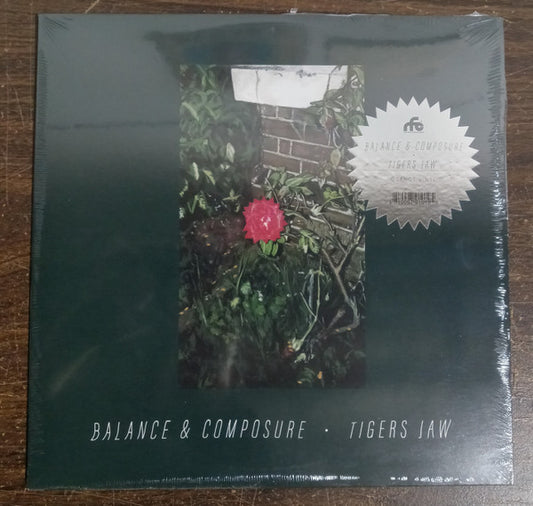 rfc
BALANCE & COMPOSURE
TIGERS JAW
BALANCE & COMPOSURE · TIGERS JAW